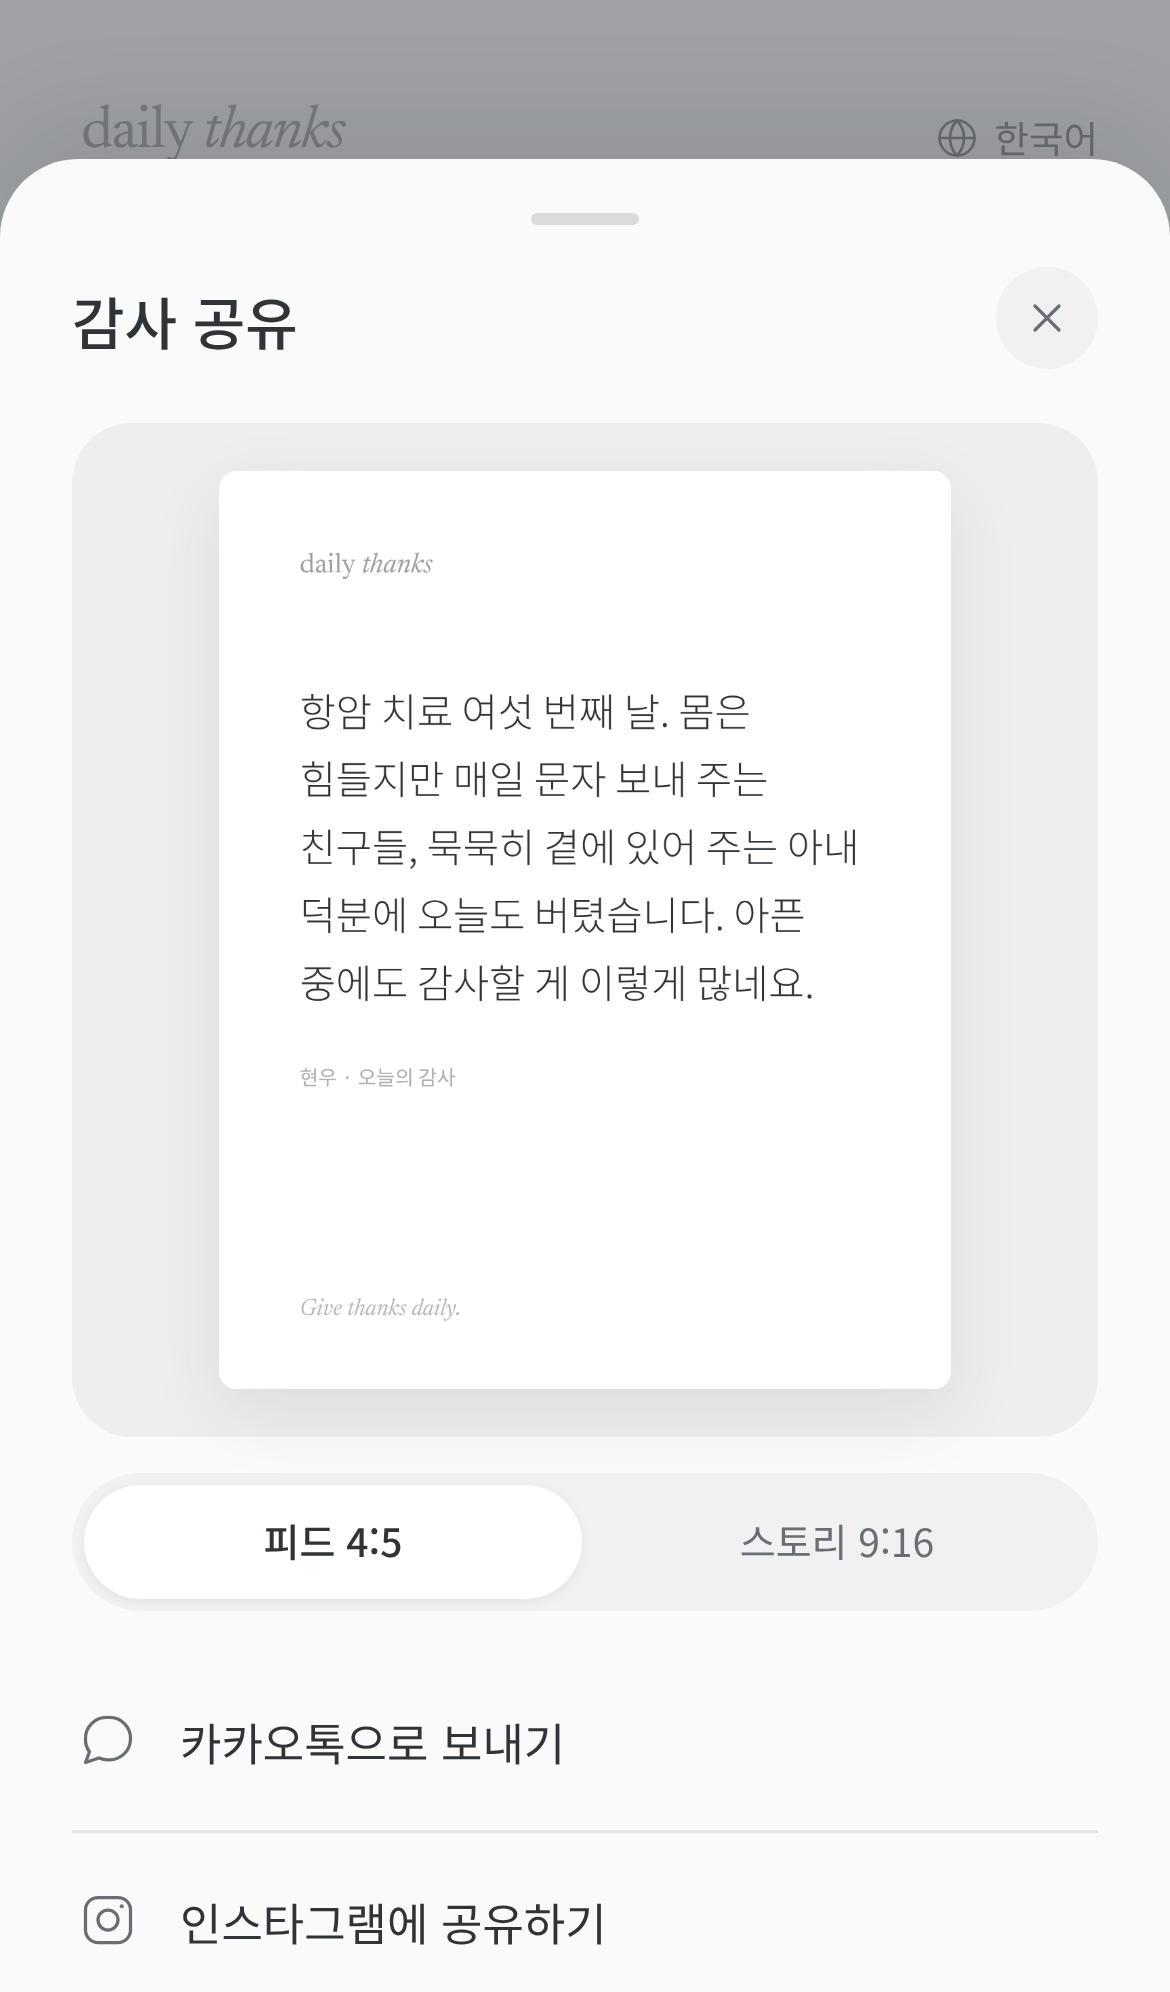 daily thanks
한국어
감사 공유
daily thanks
항암 치료 여섯 번째 날. 몸은
힘들지만 매일 문자 보내 주는
친구들, 묵묵히 곁에 있어 주는 아내
덕분에 오늘도 버텼습니다. 아픈
중에도 감사할 게 이렇게 많네요.
현우 · 오늘의 감사
Give thanks daily.
피드 4:5
스토리 9:16
카카오톡으로 보내기
인스타그램에 공유하기